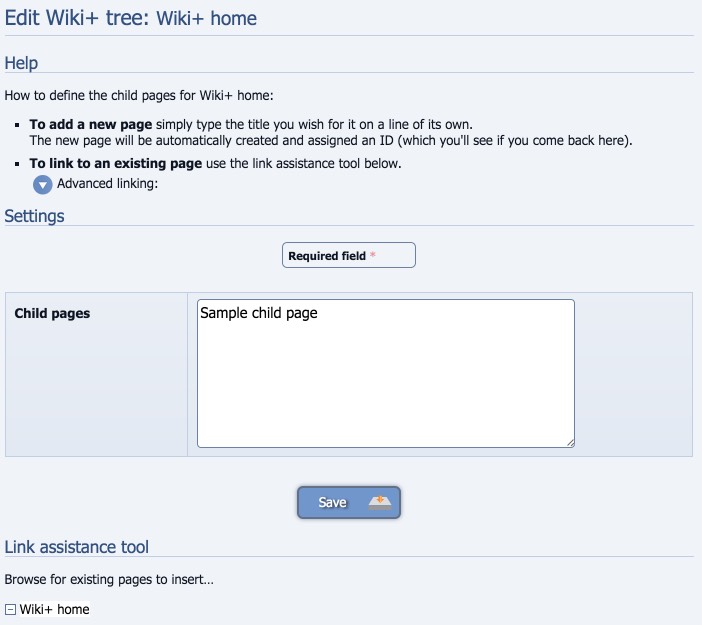 Edit Wiki+ tree: Wiki+ home
Help
How to define the child pages for Wiki+ home:
To add a new page simply type the title you wish for it on a line of its own.
The new page will be automatically created and assigned an ID (which you'll see if you come back here).
To link to an existing page use the link assistance tool below.
Advanced linking:
Settings
Required field *
Child pages
Sample child page
Save
Link assistance tool
Browse for existing pages to insert...
Wiki+ home